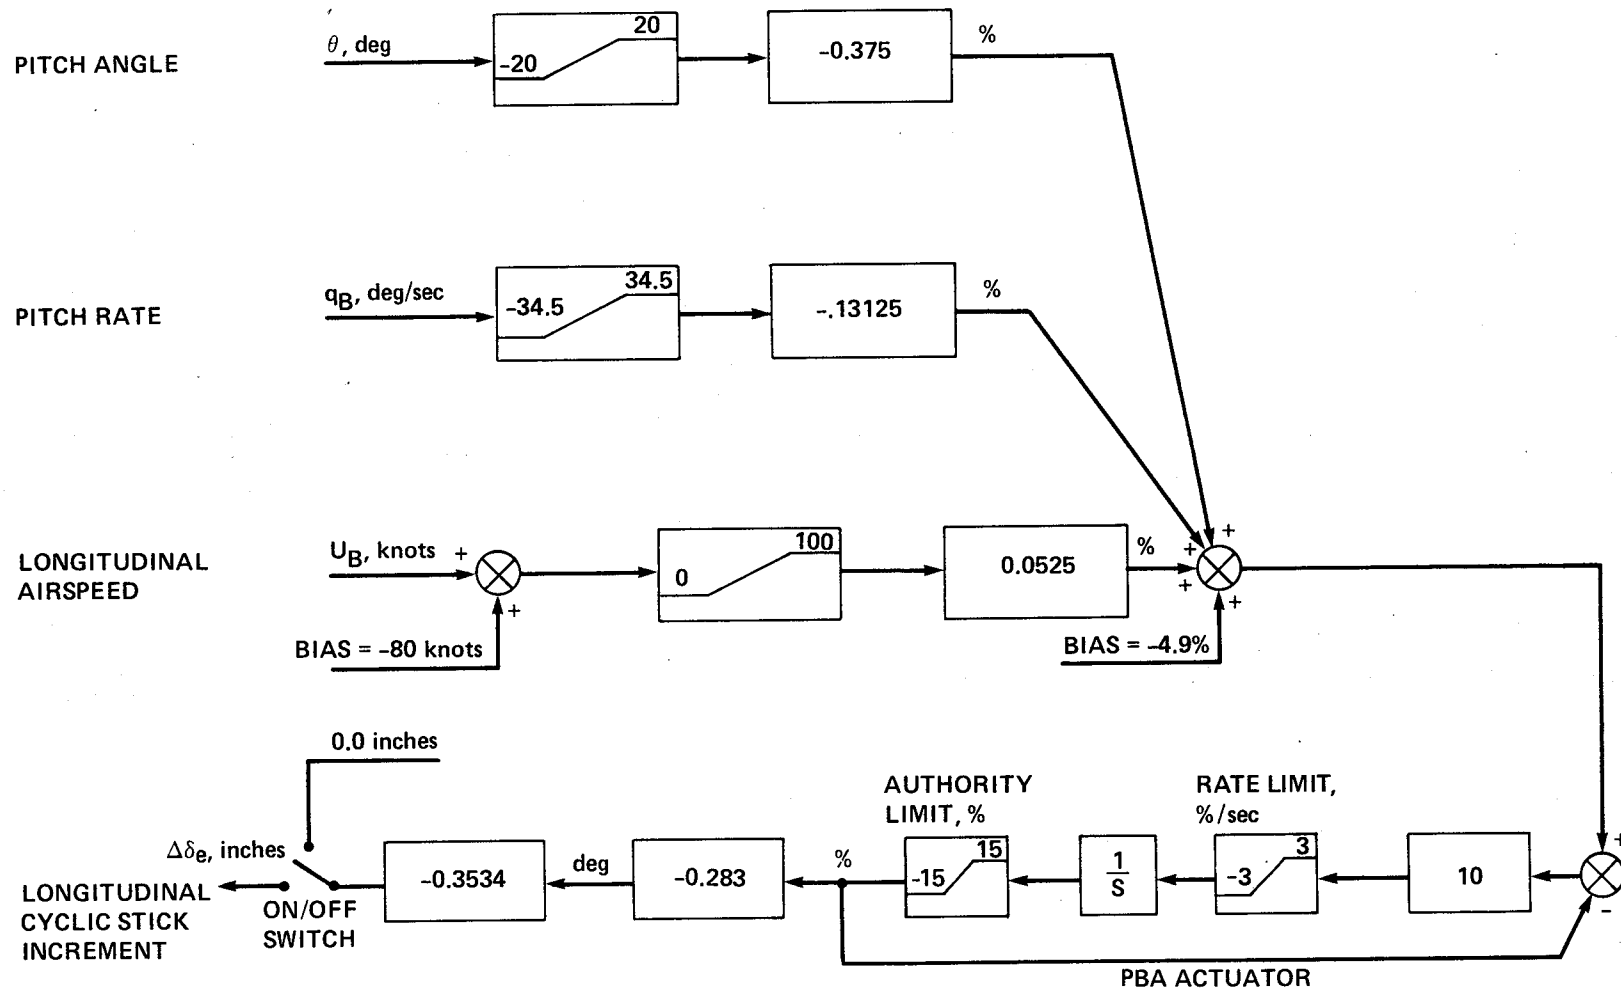 θ, deg
PITCH ANGLE
-20
20
-0.375
%
qB, deg/sec
PITCH RATE
-34.5
34.5
-.13125
%
LONGITUDINAL
AIRSPEED
UB, knots
+
+
BIAS = -80 knots
0
100
0.0525
%
+
+
+
+
BIAS = -4.9%
0.0 inches
AUTHORITY
LIMIT, %
RATE LIMIT,
%/sec
Δδe, inches
LONGITUDINAL
CYCLIC STICK
INCREMENT
ON/OFF
SWITCH
-0.3534
deg
-0.283
%
-15
15
1
S
-3
3
10
+
-
PBA ACTUATOR